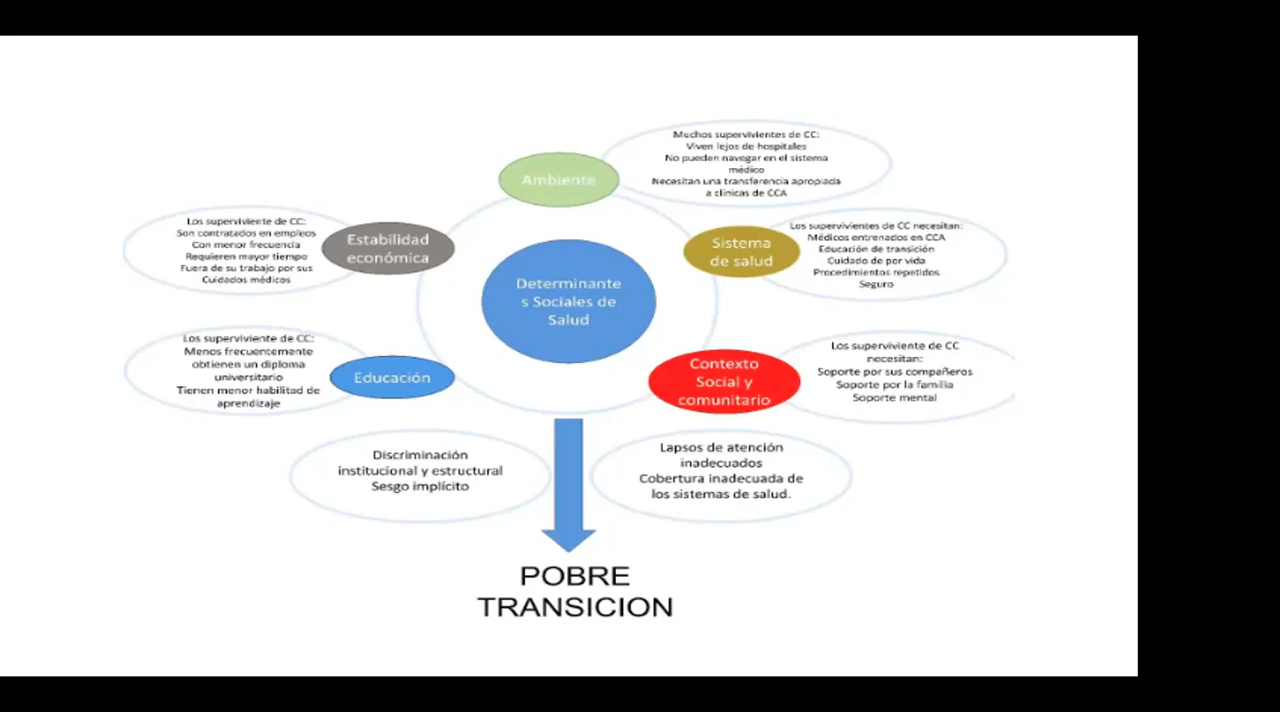 Muchos supervivientes de CC:
Viven lejos de hospitales
No pueden navegar en el sistema
médico
Necesitan una transferencia apropiada
a clínicas de CCA
Ambiente
Los superviviente de CC:
Son contratados en empleos
Con menor frecuencia
Requieren mayor tiempo
Fuera de su trabajo por sus
Cuidados médicos
Estabilidad
económica
Sistema
de salud
Los supervivientes de CC necesitan:
Médicos entrenados en CCA
Educación de transición
Cuidado de por vida
Procedimientos repetidos
Seguro
Determinante
s Sociales de
Salud
Los superviviente de CC:
Menos frecuentemente
obtienen un diploma
universitario
Tienen menor habilitad de
aprendizaje
Educación
Contexto
Social y
comunitario
Los superviviente de CC
necesitan:
Soporte por sus compañeros
Soporte por la familia
Soporte mental
Discriminación
institucional y estructural
Sesgo implícito
Lapsos de atención
inadecuados
Cobertura inadecuada de
los sistemas de salud.
POBRE
TRANSICION